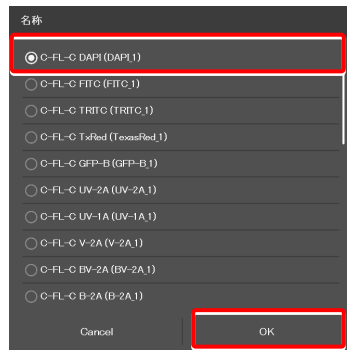 名称
C-FL-C DAPI (DAPI_1)
C-FL-C FITC (FITC_1)
C-FL-C TRITC (TRITC_1)
C-FL-C TxRed (TexasRed_1)
C-FL-C GFP-B (GFP-B_1)
C-FL-C UV-2A (UV-2A_1)
C-FL-C UV-1A (UV-1A_1)
C-FL-C V-2A (V-2A_1)
C-FL-C BV-2A (BV-2A_1)
C-FL-C B-2A (B-2A_1)
Cancel OK